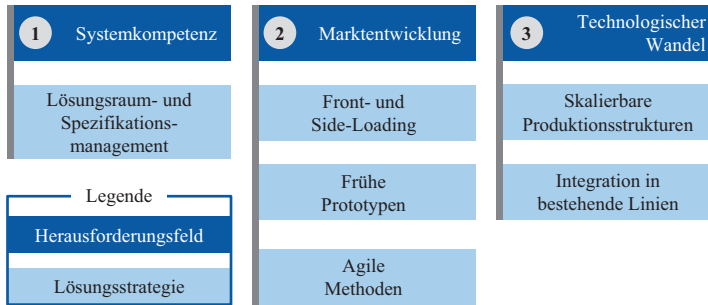 1 Systemkompetenz
Lösungsraum- und
Spezifikations-
management
Legende
Herausforderungsfeld
Lösungsstrategie
2 Marktentwicklung
Front- und
Side-Loading
Frühe
Prototypen
Agile
Methoden
3 Technologischer
Wandel
Skalierbare
Produktionsstrukturen
Integration in
bestehende Linien